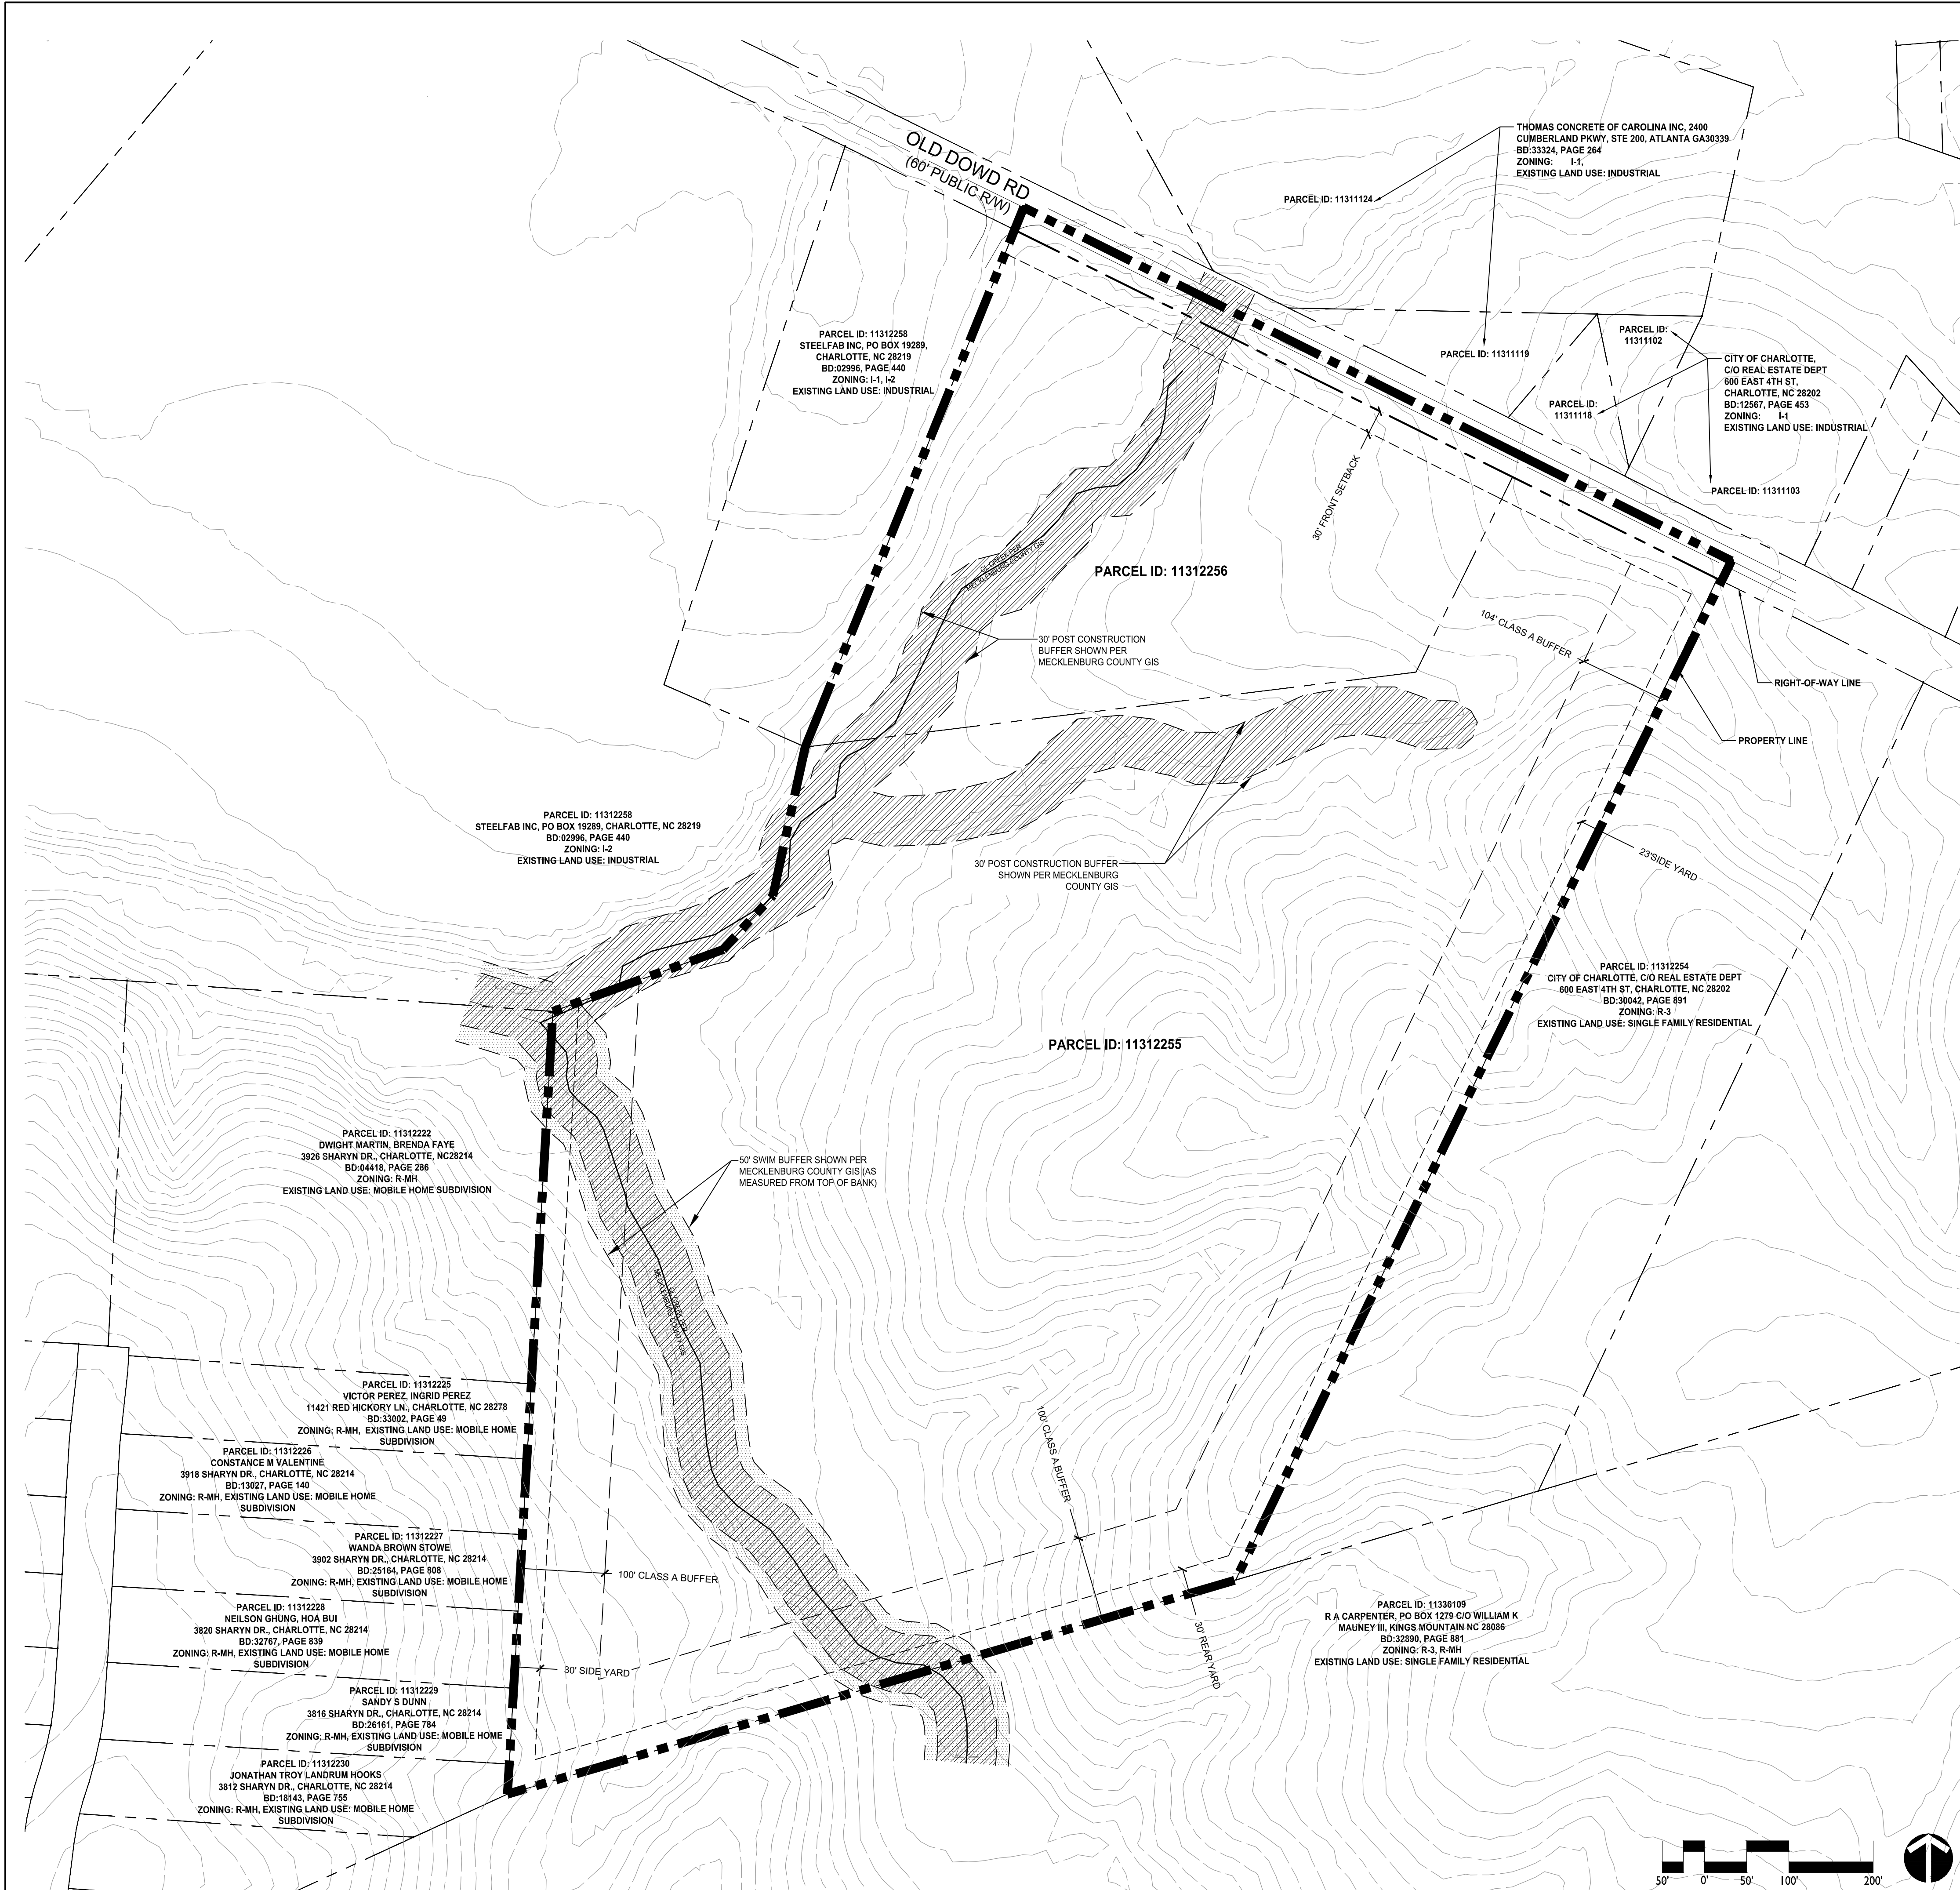 OLD DOWD RD
(60' PUBLIC R/W)
THOMAS CONCRETE OF CAROLINA INC, 2400
CUMBERLAND PKWY, STE 200, ATLANTA GA30339
BD:33324, PAGE 264
ZONING: I-1,
EXISTING LAND USE: INDUSTRIAL
PARCEL ID: 11311124
PARCEL ID: 11312258
STEELFAB INC, PO BOX 19289,
CHARLOTTE, NC 28219
BD:02996, PAGE 440
ZONING: I-1, I-2
EXISTING LAND USE: INDUSTRIAL
PARCEL ID: 11311119
PARCEL ID:
11311102
PARCEL ID:
11311118
CITY OF CHARLOTTE,
C/O REAL ESTATE DEPT
600 EAST 4TH ST,
CHARLOTTE, NC 28202
BD:12567, PAGE 453
ZONING: I-1
EXISTING LAND USE: INDUSTRIAL
PARCEL ID: 11311103
30' FRONT SETBACK
CL CREEK PER
MECKLENBURG COUNTY GIS
PARCEL ID: 11312256
30' POST CONSTRUCTION
BUFFER SHOWN PER
MECKLENBURG COUNTY GIS
104' CLASS A BUFFER
RIGHT-OF-WAY LINE
PROPERTY LINE
PARCEL ID: 11312258
STEELFAB INC, PO BOX 19289, CHARLOTTE, NC 28219
BD:02996, PAGE 440
ZONING: I-2
EXISTING LAND USE: INDUSTRIAL
30' POST CONSTRUCTION BUFFER
SHOWN PER MECKLENBURG
COUNTY GIS
23'SIDE YARD
PARCEL ID: 11312254
CITY OF CHARLOTTE, C/O REAL ESTATE DEPT
600 EAST 4TH ST, CHARLOTTE, NC 28202
BD:30042, PAGE 891
ZONING: R-3
EXISTING LAND USE: SINGLE FAMILY RESIDENTIAL
PARCEL ID: 11312255
PARCEL ID: 11312222
DWIGHT MARTIN, BRENDA FAYE
3926 SHARYN DR., CHARLOTTE, NC28214
BD:04418, PAGE 286
ZONING: R-MH
EXISTING LAND USE: MOBILE HOME SUBDIVISION
50' SWIM BUFFER SHOWN PER
MECKLENBURG COUNTY GIS (AS
MEASURED FROM TOP OF BANK)
CL CREEK PER
MECKLENBURG COUNTY GIS
PARCEL ID: 11312225
VICTOR PEREZ, INGRID PEREZ
11421 RED HICKORY LN., CHARLOTTE, NC 28278
BD:33002, PAGE 49
ZONING: R-MH, EXISTING LAND USE: MOBILE HOME
SUBDIVISION
PARCEL ID: 11312226
CONSTANCE M VALENTINE
3918 SHARYN DR., CHARLOTTE, NC 28214
BD:13027, PAGE 140
ZONING: R-MH, EXISTING LAND USE: MOBILE HOME
SUBDIVISION
100' CLASS A BUFFER
PARCEL ID: 11312227
WANDA BROWN STOWE
3902 SHARYN DR., CHARLOTTE, NC 28214
BD:25164, PAGE 808
ZONING: R-MH, EXISTING LAND USE: MOBILE HOME
SUBDIVISION
100' CLASS A BUFFER
PARCEL ID: 11312228
NEILSON GHUNG, HOA BUI
3820 SHARYN DR., CHARLOTTE, NC 28214
BD:32767, PAGE 839
ZONING: R-MH, EXISTING LAND USE: MOBILE HOME
SUBDIVISION
30' SIDE YARD
30' REAR YARD
PARCEL ID: 11330109
R A CARPENTER, PO BOX 1279 C/O WILLIAM K
MAUNEY III, KINGS MOUNTAIN NC 28086
BD:32890, PAGE 881
ZONING: R-3, R-MH
EXISTING LAND USE: SINGLE FAMILY RESIDENTIAL
PARCEL ID: 11312229
SANDY S DUNN
3816 SHARYN DR., CHARLOTTE, NC 28214
BD:26161, PAGE 784
ZONING: R-MH, EXISTING LAND USE: MOBILE HOME
SUBDIVISION
PARCEL ID: 11312230
JONATHAN TROY LANDRUM HOOKS
3812 SHARYN DR., CHARLOTTE, NC 28214
BD:18143, PAGE 755
ZONING: R-MH, EXISTING LAND USE: MOBILE HOME
SUBDIVISION
50' 0' 50' 100' 200'